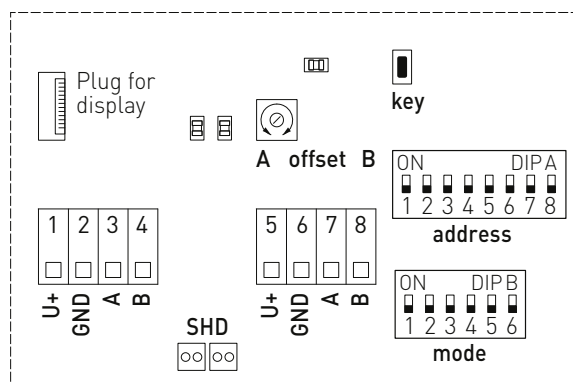 Plug for
display
key
A offset B
ON DIP A
1 2 3 4 5 6 7 8
address
1 2 3 4
U+ GND A B
5 6 7 8
U+ GND A B
SHD
ON DIP B
1 2 3 4 5 6
mode